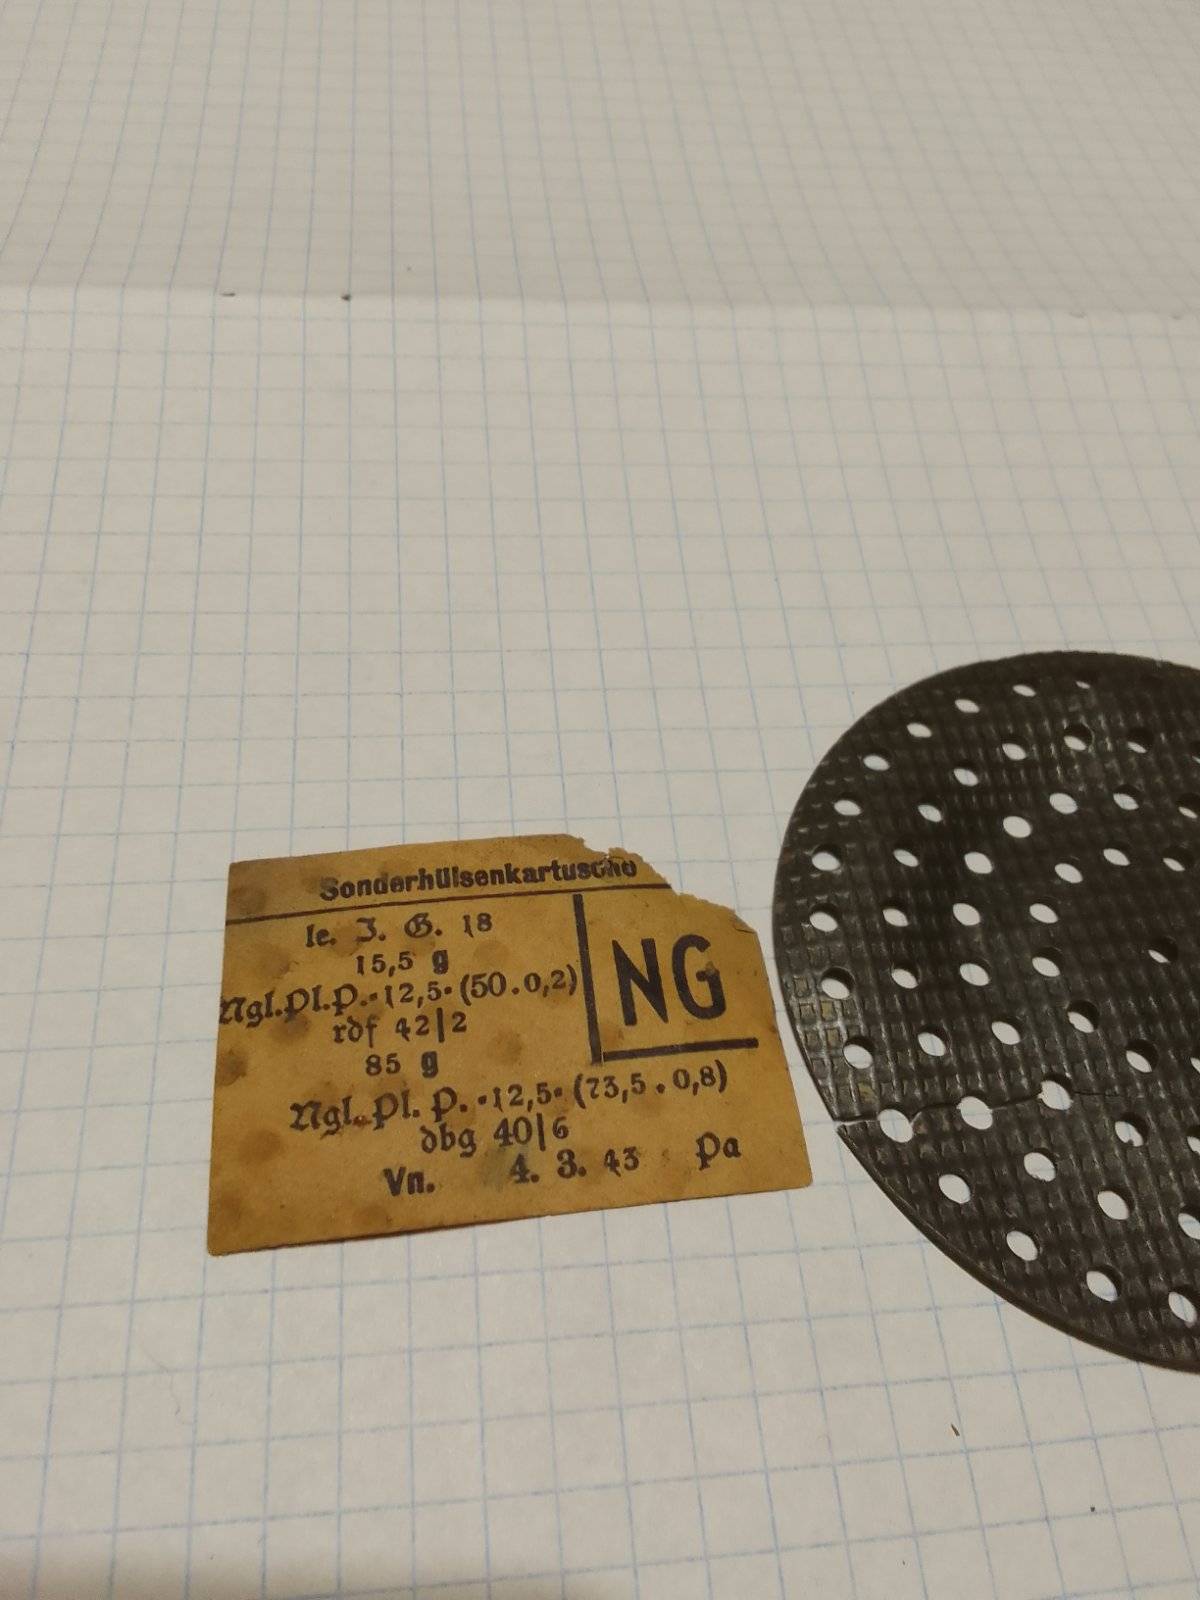 Sonderhülsenkartusche
le. I. G. 18
15,5 g
Ngl. Pl. P. · 12,5 · (50 . 0,2)
rdf 42/2
85 g
Ngl. Pl. P. · 12,5 · (73,5 . 0,8)
dbg 40/6
Vn. 4. 3. 43 Pa
NG